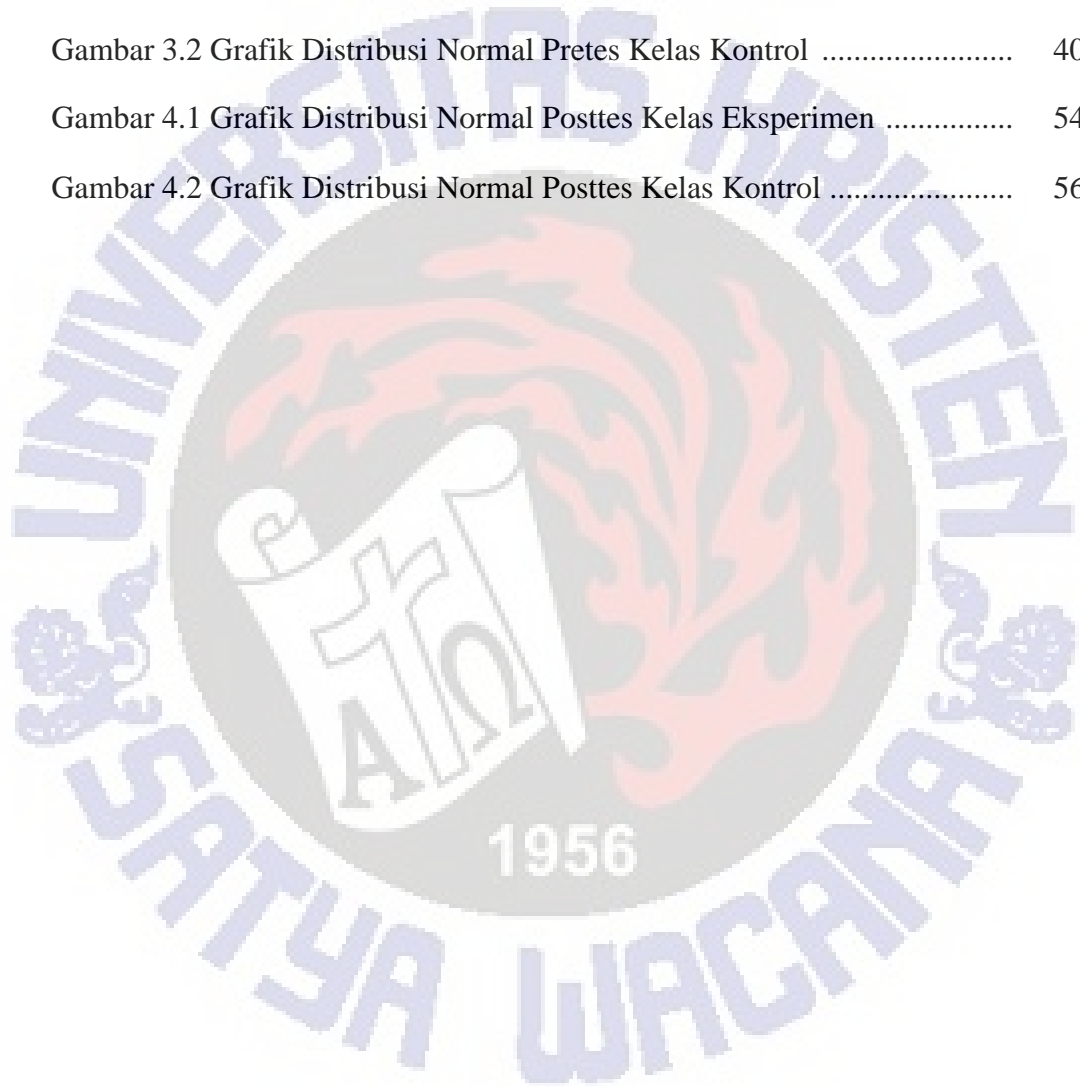 Gambar 3.2 Grafik Distribusi Normal Pretes Kelas Kontrol ....................... 40
Gambar 4.1 Grafik Distribusi Normal Posttes Kelas Eksperimen ............... 54
Gambar 4.2 Grafik Distribusi Normal Posttes Kelas Kontrol ..................... 56
UNIVERSITAS KRISTEN
Α Ω
1956
SATYA WACANA